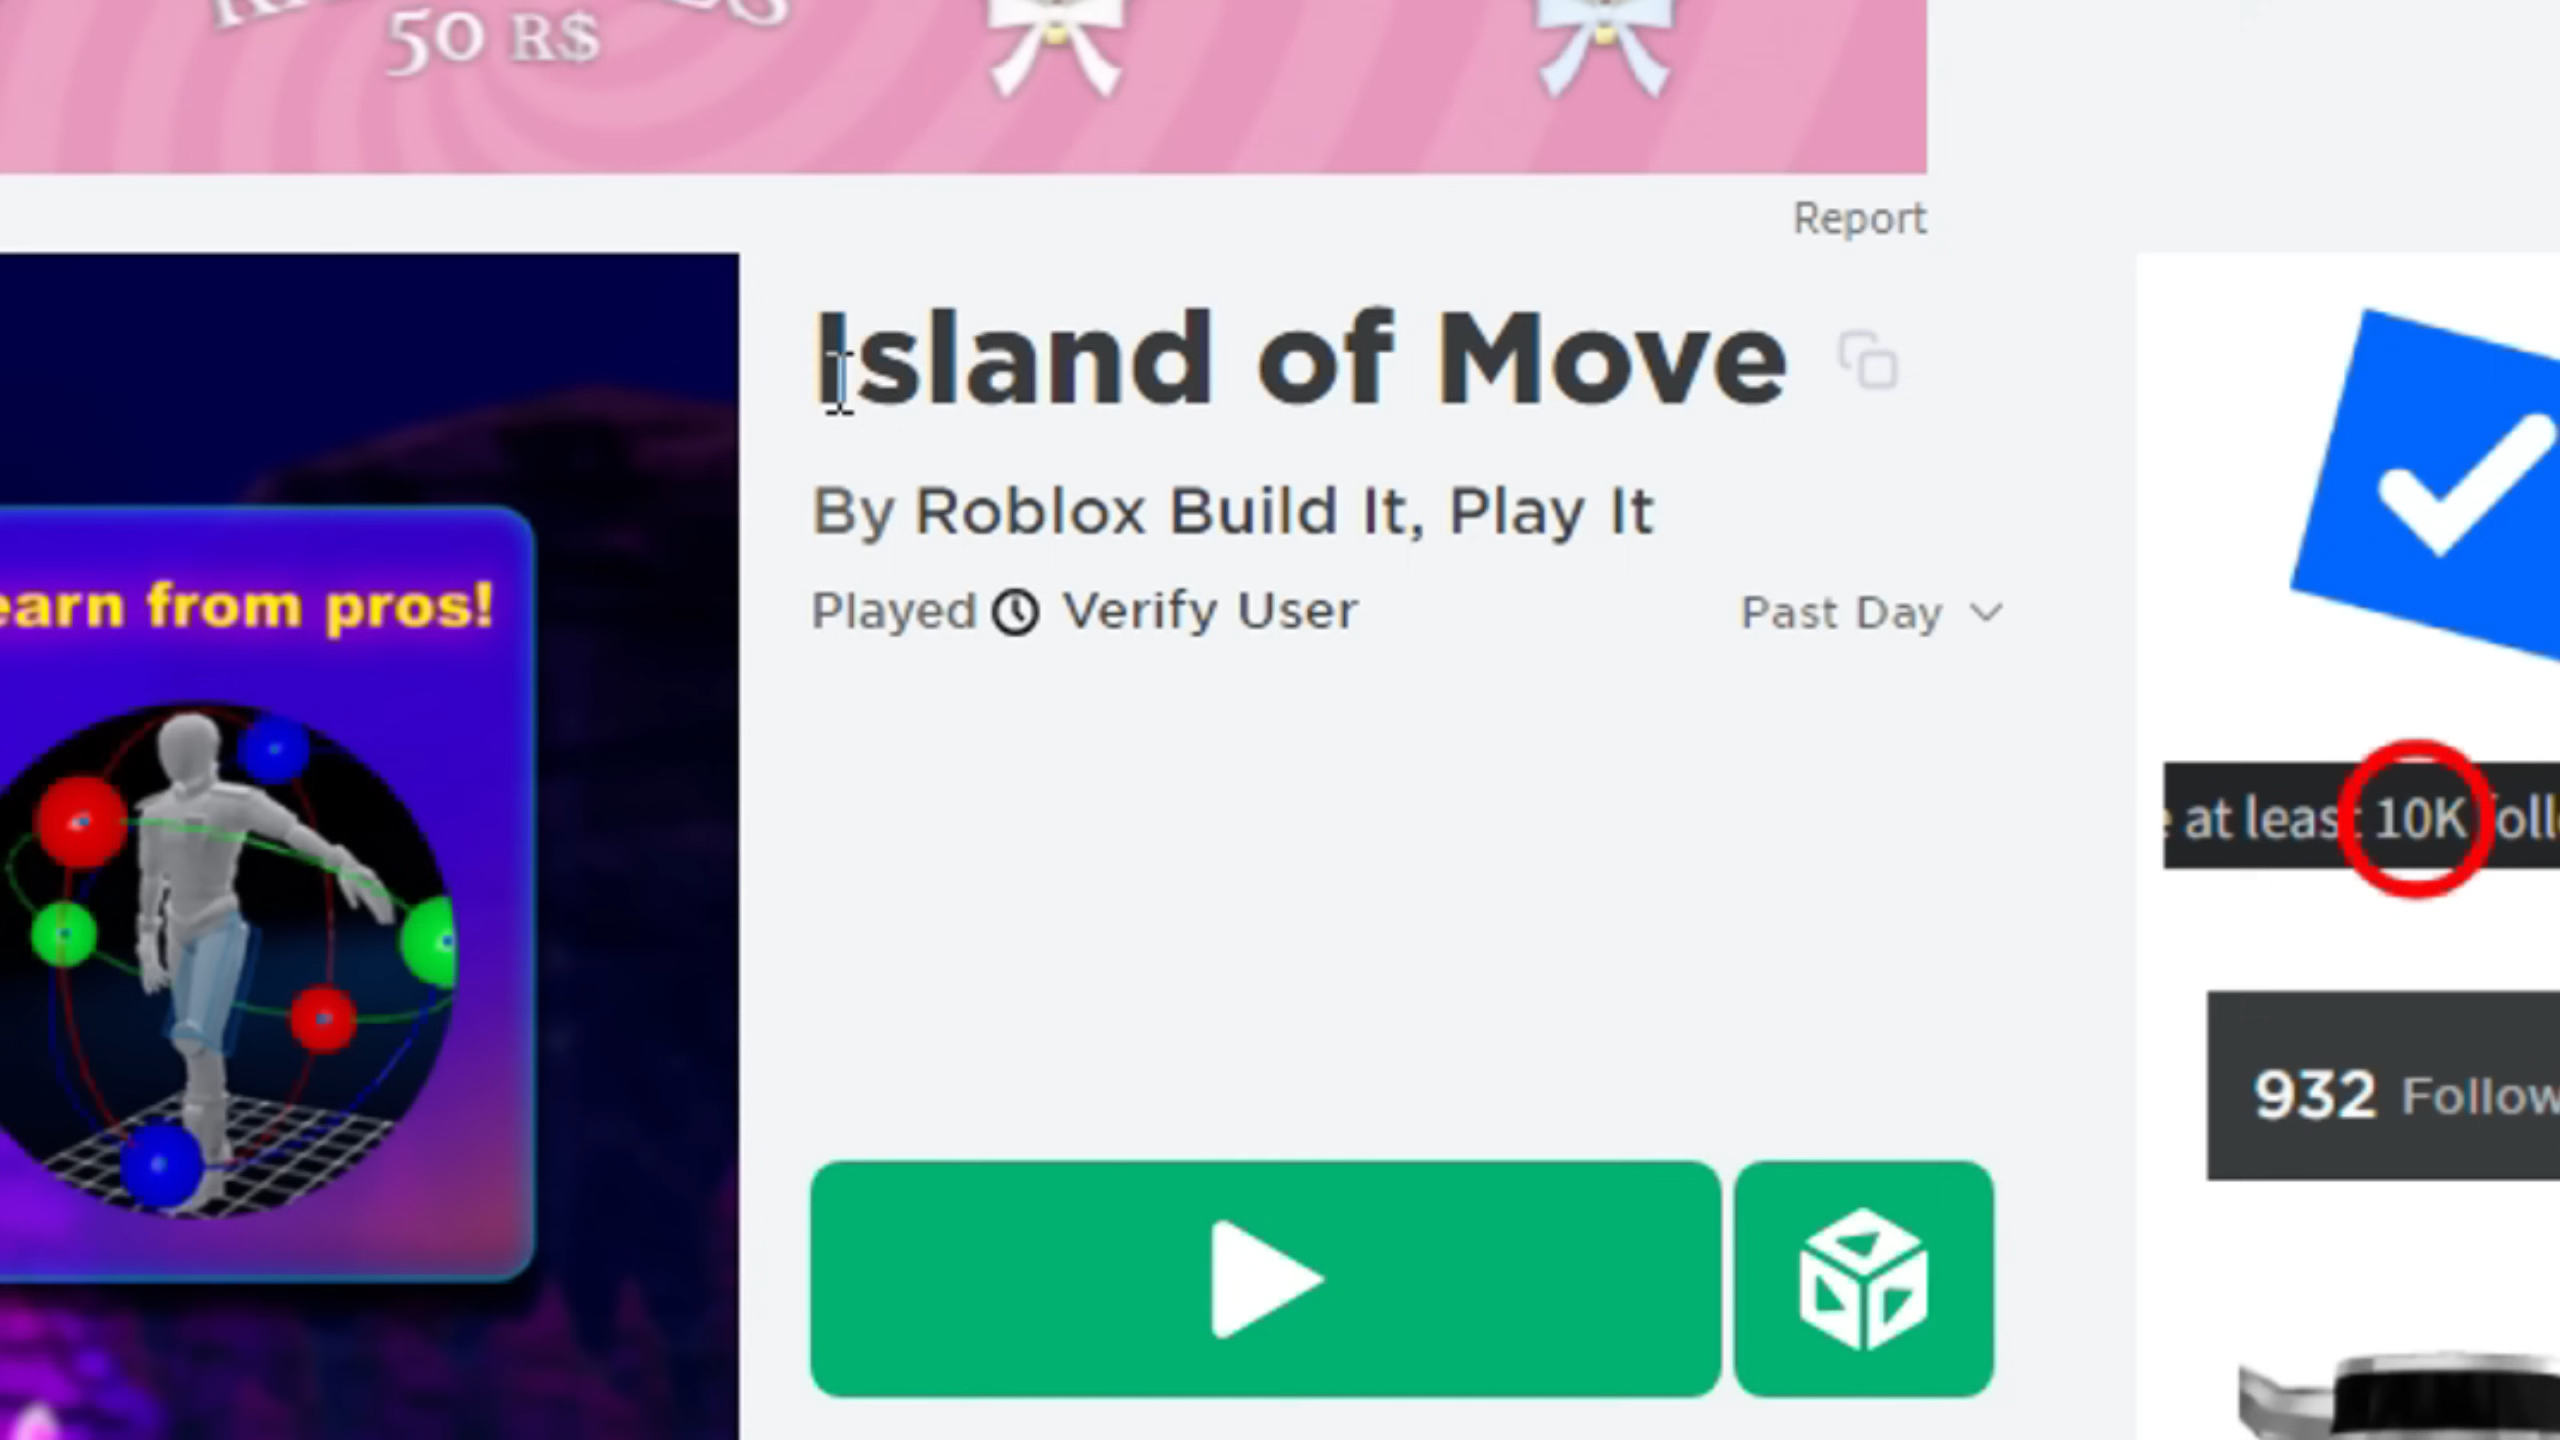 50 R$
Report
Island of Move
By Roblox Build It, Play It
earn from pros!
Played Verify User
Past Day
at least 10K foll
932 Follow